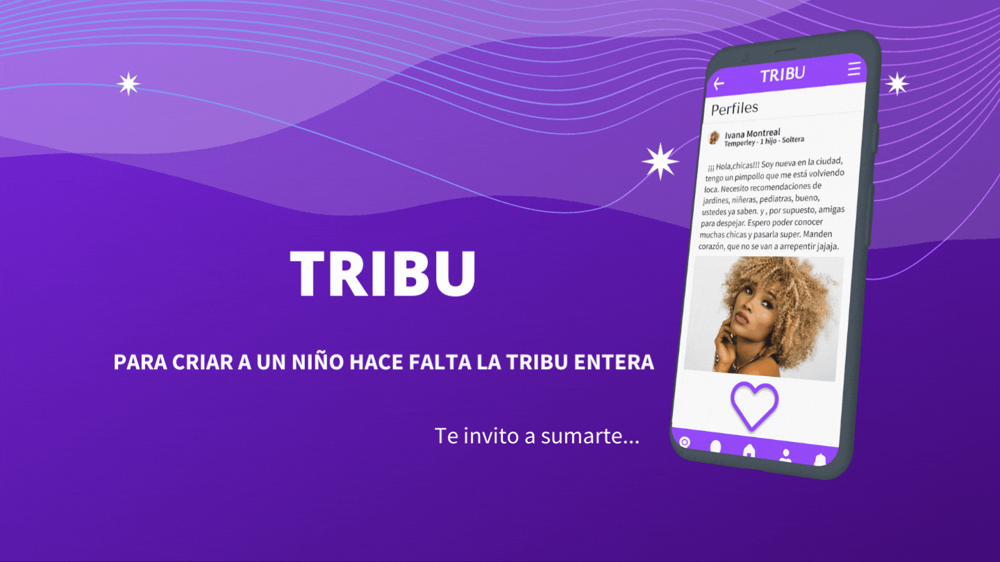 TRIBU
PARA CRIAR A UN NIÑO HACE FALTA LA TRIBU ENTERA
Te invito a sumarte...
TRIBU
Perfiles
Ivana Montreal
Temperley - 1 hijo - Soltera
¡¡¡ Hola,chicas!!! Soy nueva en la ciudad,
tengo un pimpollo que me está volviendo
loca. Necesito recomendaciones de
jardines, niñeras, pediatras, bueno,
ustedes ya saben. y , por supuesto, amigas
para despejar. Espero poder conocer
muchas chicas y pasarla super. Manden
corazón, que no se van a arrepentir jajaja.